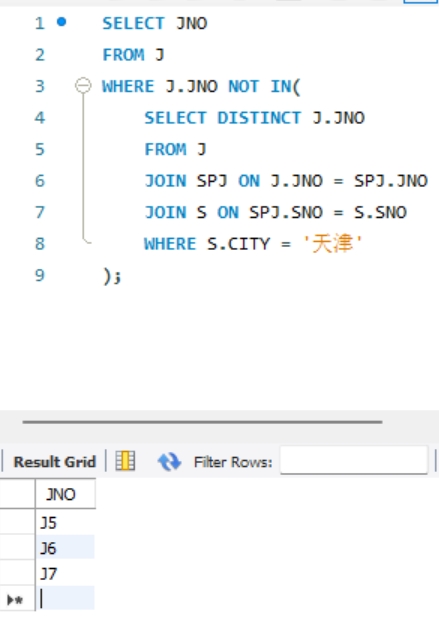 1 SELECT JNO
2 FROM J
3 WHERE J.JNO NOT IN(
4 SELECT DISTINCT J.JNO
5 FROM J
6 JOIN SPJ ON J.JNO = SPJ.JNO
7 JOIN S ON SPJ.SNO = S.SNO
8 WHERE S.CITY = '天津'
9 );
Result Grid Filter Rows:
JNO
J5
J6
J7